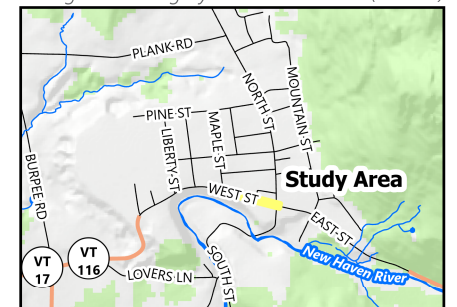 PLANK-RD
NORTH-ST
MOUNTAIN-ST
PINE-ST
LIBERTY-ST
MAPLE-ST
BURPEE RD
WEST ST
Study Area
EAST-ST
New Haven River
SOUTH-ST
VT
17
VT
116
LOVERS LN